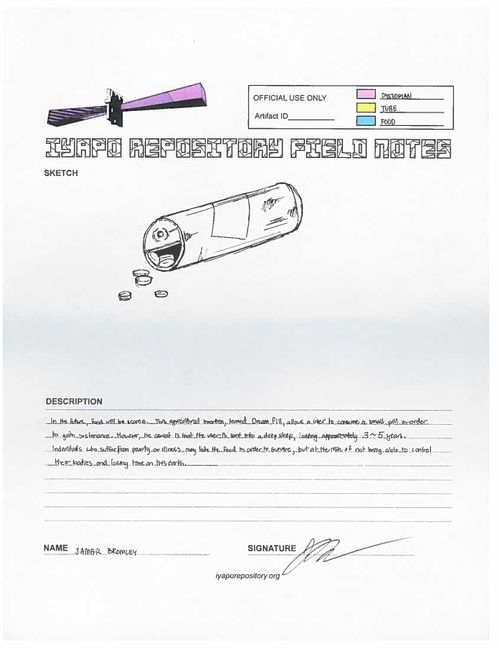 OFFICIAL USE ONLY
Artifact ID
DYSTOPIAN
TUBE
FOOD
IYAPO REPOSITORY FIELD NOTES
SKETCH
DESCRIPTION
In the future, food will be scarce. This agricultural invention, termed Dream Pill, allows a user to consume a small pill in order
to gain sustenance. However, the caveat is that the user is sent into a deep sleep, lasting approximately 3~5 years.
Individuals who suffer from poverty or illness may take the food in order to survive, but at the risk of not being able to control
their bodies and losing time on this earth.
NAME JAMAR BROMLEY
SIGNATURE
iyaporepository.org